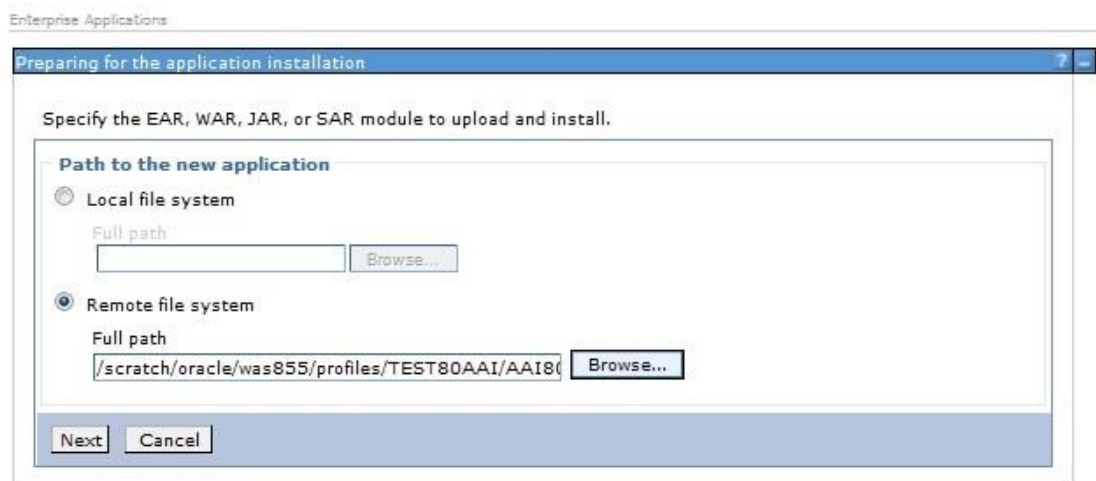 Enterprise Applications
Preparing for the application installation ? –
Specify the EAR, WAR, JAR, or SAR module to upload and install.
Path to the new application
Local file system
Full path
Browse...
Remote file system
Full path
/scratch/oracle/was855/profiles/TEST80AAI/AAI80 Browse...
Next Cancel